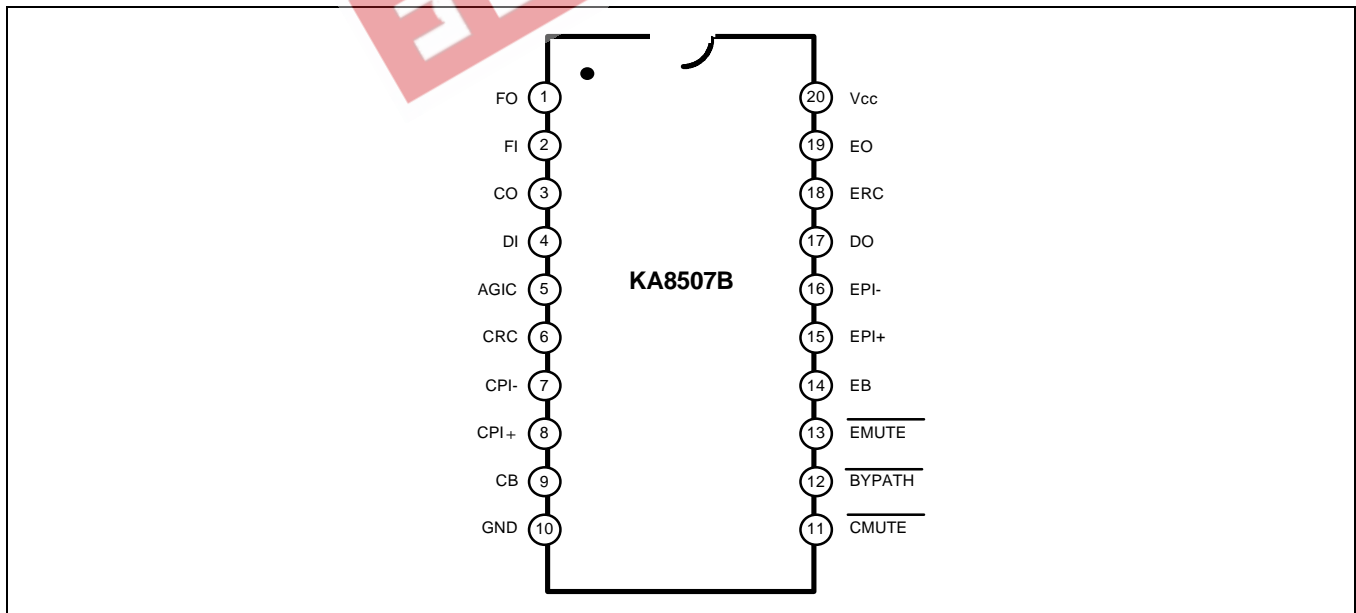 FO 1 20 Vcc
FI 2 19 EO
CO 3 18 ERC
DI 4 17 DO
AGIC 5 KA8507B 16 EPI-
CRC 6 15 EPI+
CPI- 7 14 EB
CPI+ 8 13 EMUTE
CB 9 12 BYPATH
GND 10 11 CMUTE